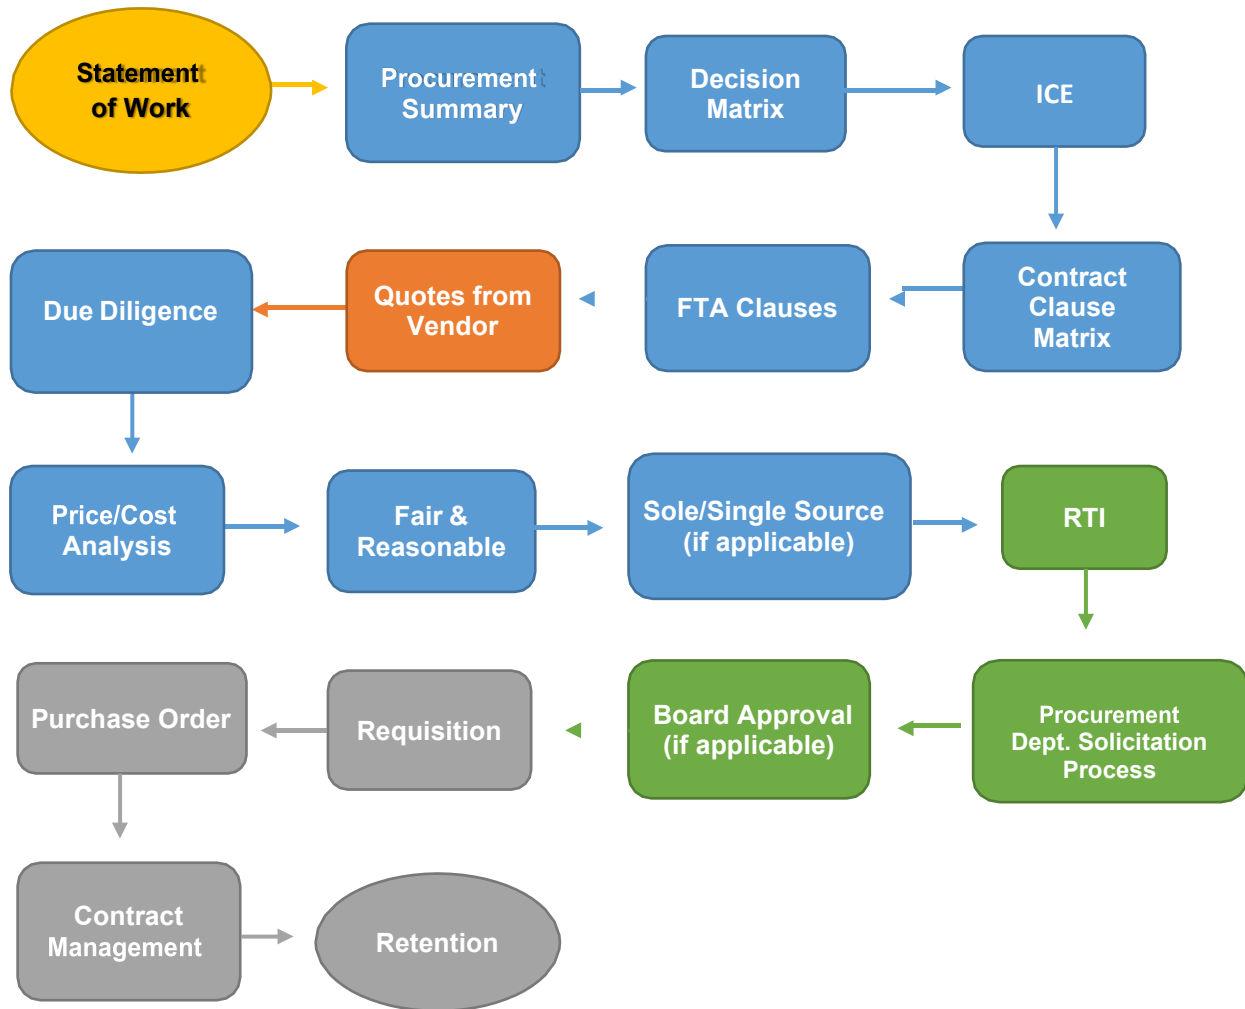 Statement
of Work
Procurement
Summary
Decision
Matrix
ICE
Due Diligence
Quotes from
Vendor
FTA Clauses
Contract
Clause
Matrix
Price/Cost
Analysis
Fair &
Reasonable
Sole/Single Source
(if applicable)
RTI
Purchase Order
Requisition
Board Approval
(if applicable)
Procurement
Dept. Solicitation
Process
Contract
Management
Retention